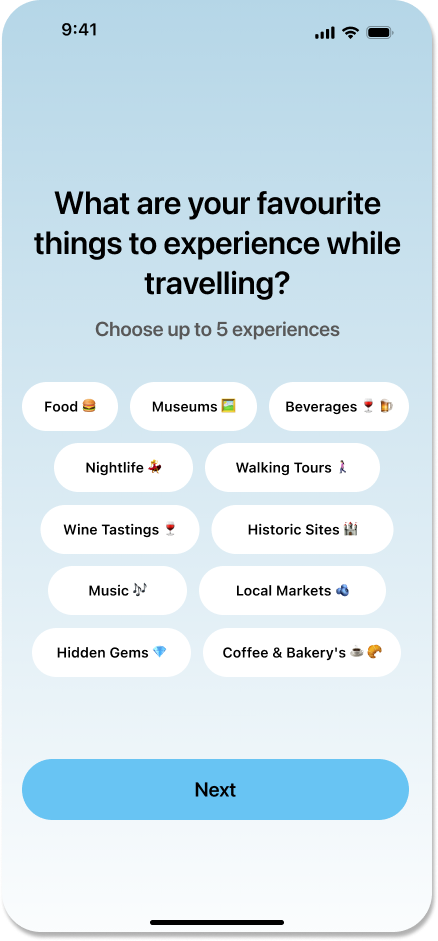 9:41
What are your favourite
things to experience while
travelling?
Choose up to 5 experiences
Food 🍔 Museums 🖼️ Beverages 🍷 🍺
Nightlife 💃 Walking Tours 🚶‍♀️
Wine Tastings 🍷 Historic Sites 🏰
Music 🎶 Local Markets 🫐
Hidden Gems 💎 Coffee & Bakery's ☕ 🥐
Next